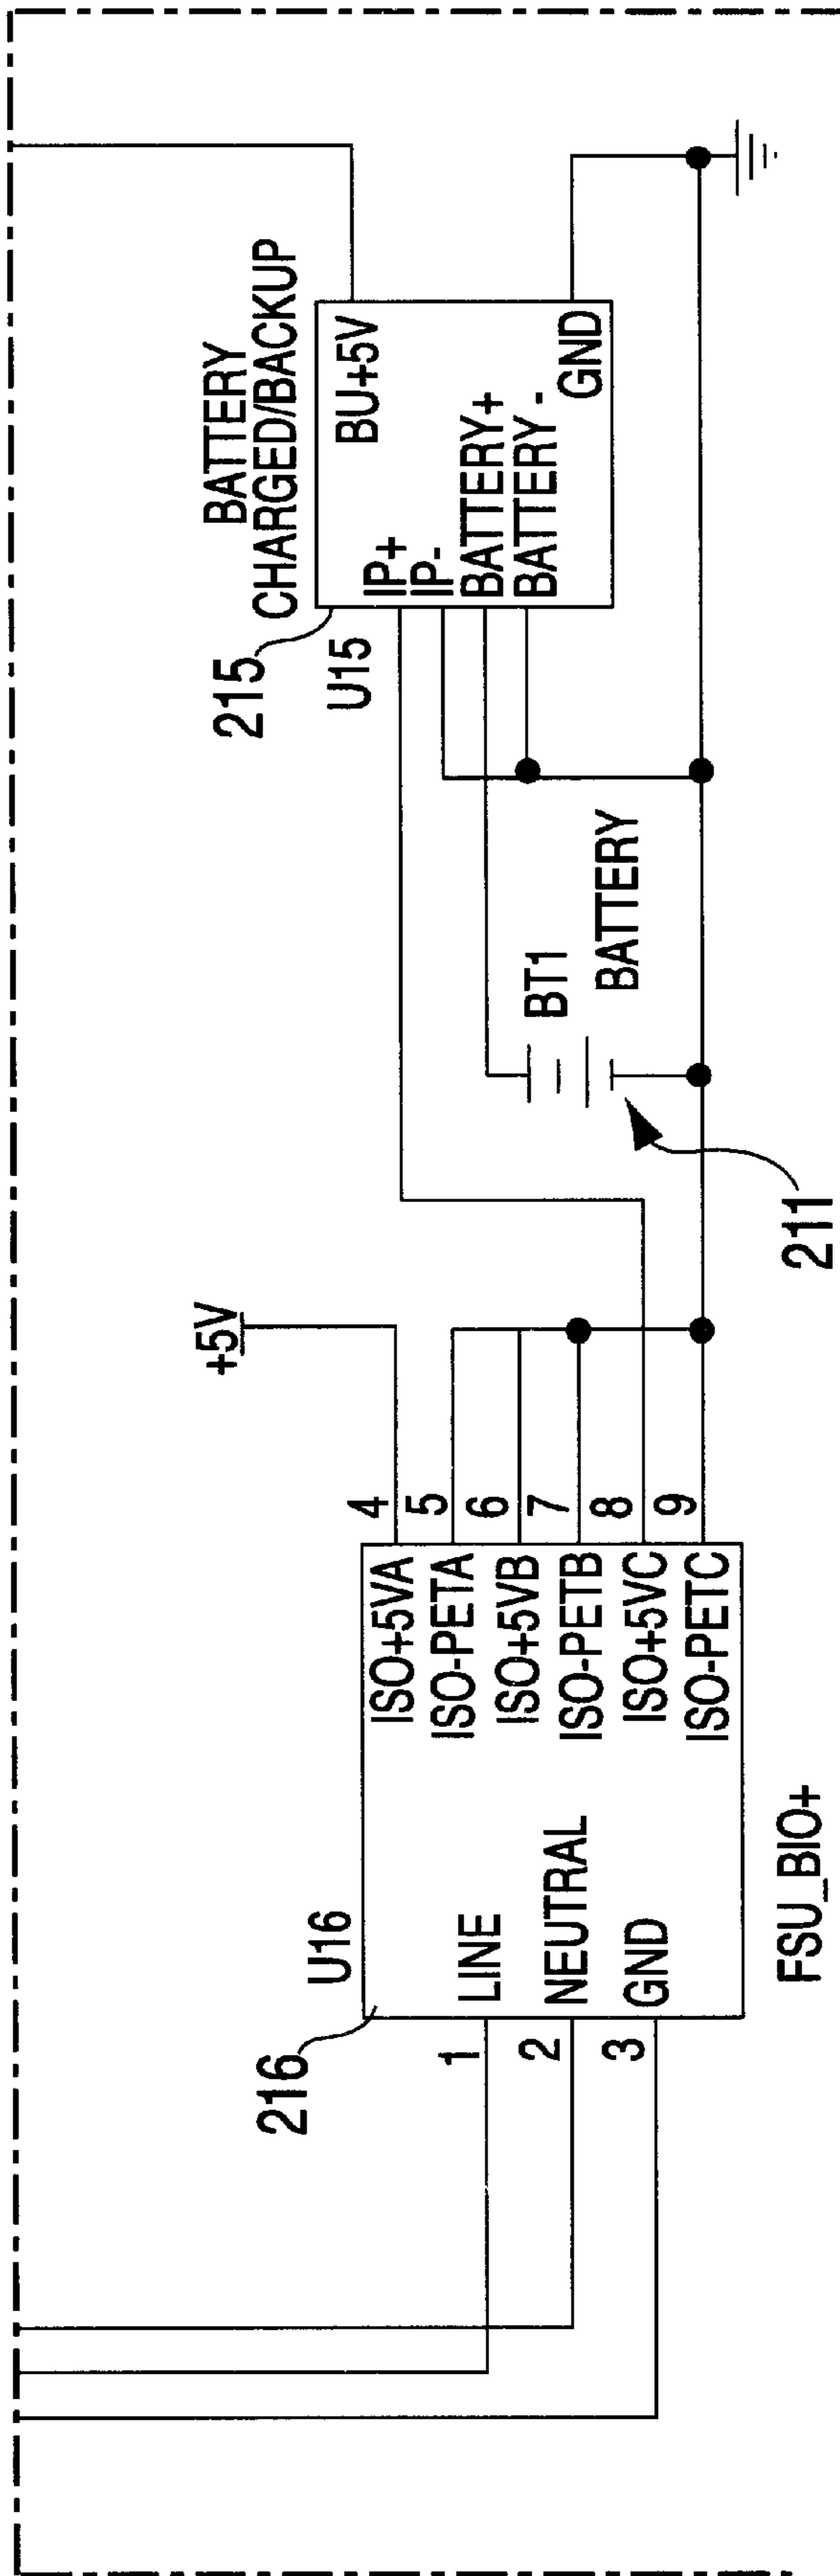 216
U16
1
LINE
2
NEUTRAL
3
GND
ISO+5VA
4
ISO-PETA
5
ISO+5VB
6
ISO-PETB
7
ISO+5VC
8
ISO-PETC
9
FSU_BIO+
+5V
211
BT1
BATTERY
BATTERY
CHARGED/BACKUP
215
U15
IP+
IP-
BATTERY+
BATTERY-
BU+5V
GND